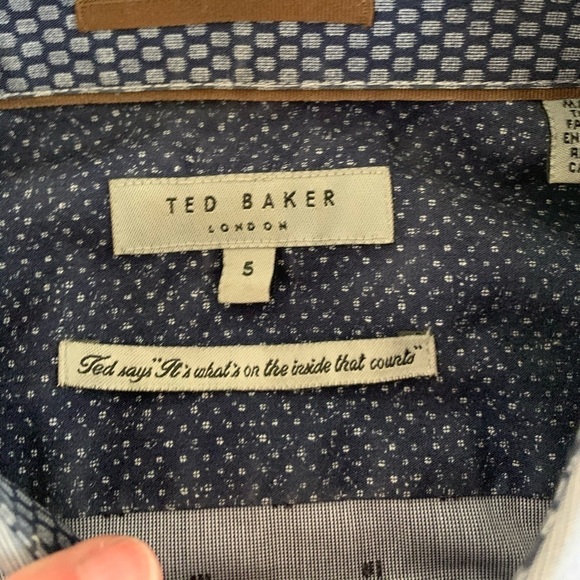 TED BAKER
LONDON
5
Ted says "It's what's on the inside that counts"